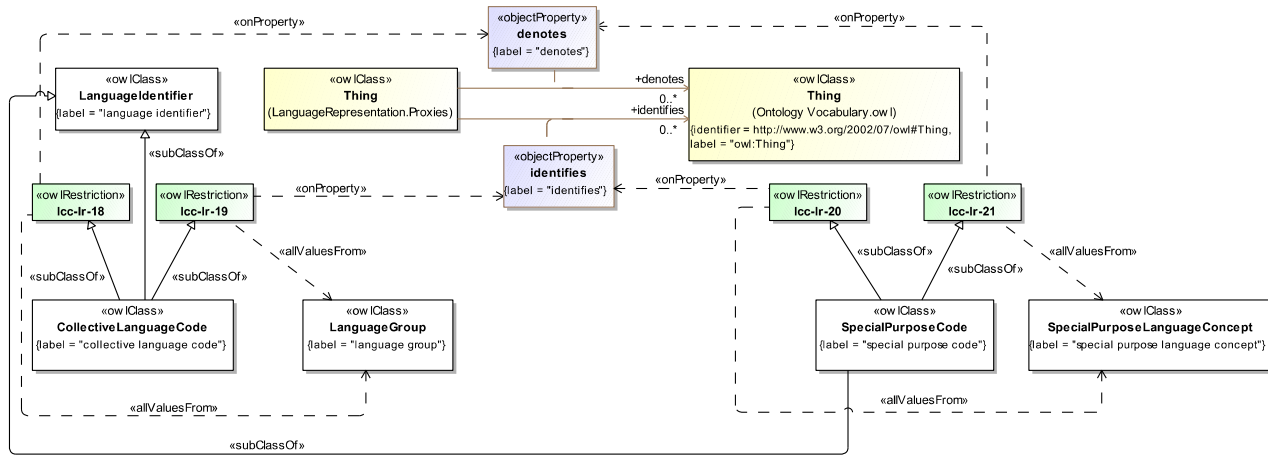 «onProperty»
«objectProperty»
denotes
{label = "denotes"}
«onProperty»
«owlClass»
LanguageIdentifier
{label = "language identifier"}
«owlClass»
Thing
(LanguageRepresentation.Proxies)
+denotes
0..*
+identifies
0..*
«owlClass»
Thing
(Ontology Vocabulary.owl)
{identifier = http://www.w3.org/2002/07/owl#Thing,
label = "owl:Thing"}
«subClassOf»
«objectProperty»
identifies
{label = "identifies"}
«onProperty»
«onProperty»
«owlRestriction»
lcc-lr-18
«owlRestriction»
lcc-lr-19
«owlRestriction»
lcc-lr-20
«owlRestriction»
lcc-lr-21
«allValuesFrom»
«allValuesFrom»
«subClassOf»
«subClassOf»
«subClassOf»
«subClassOf»
«owlClass»
CollectiveLanguageCode
{label = "collective language code"}
«owlClass»
LanguageGroup
{label = "language group"}
«owlClass»
SpecialPurposeCode
{label = "special purpose code"}
«owlClass»
SpecialPurposeLanguageConcept
{label = "special purpose language concept"}
«allValuesFrom»
«allValuesFrom»
«subClassOf»